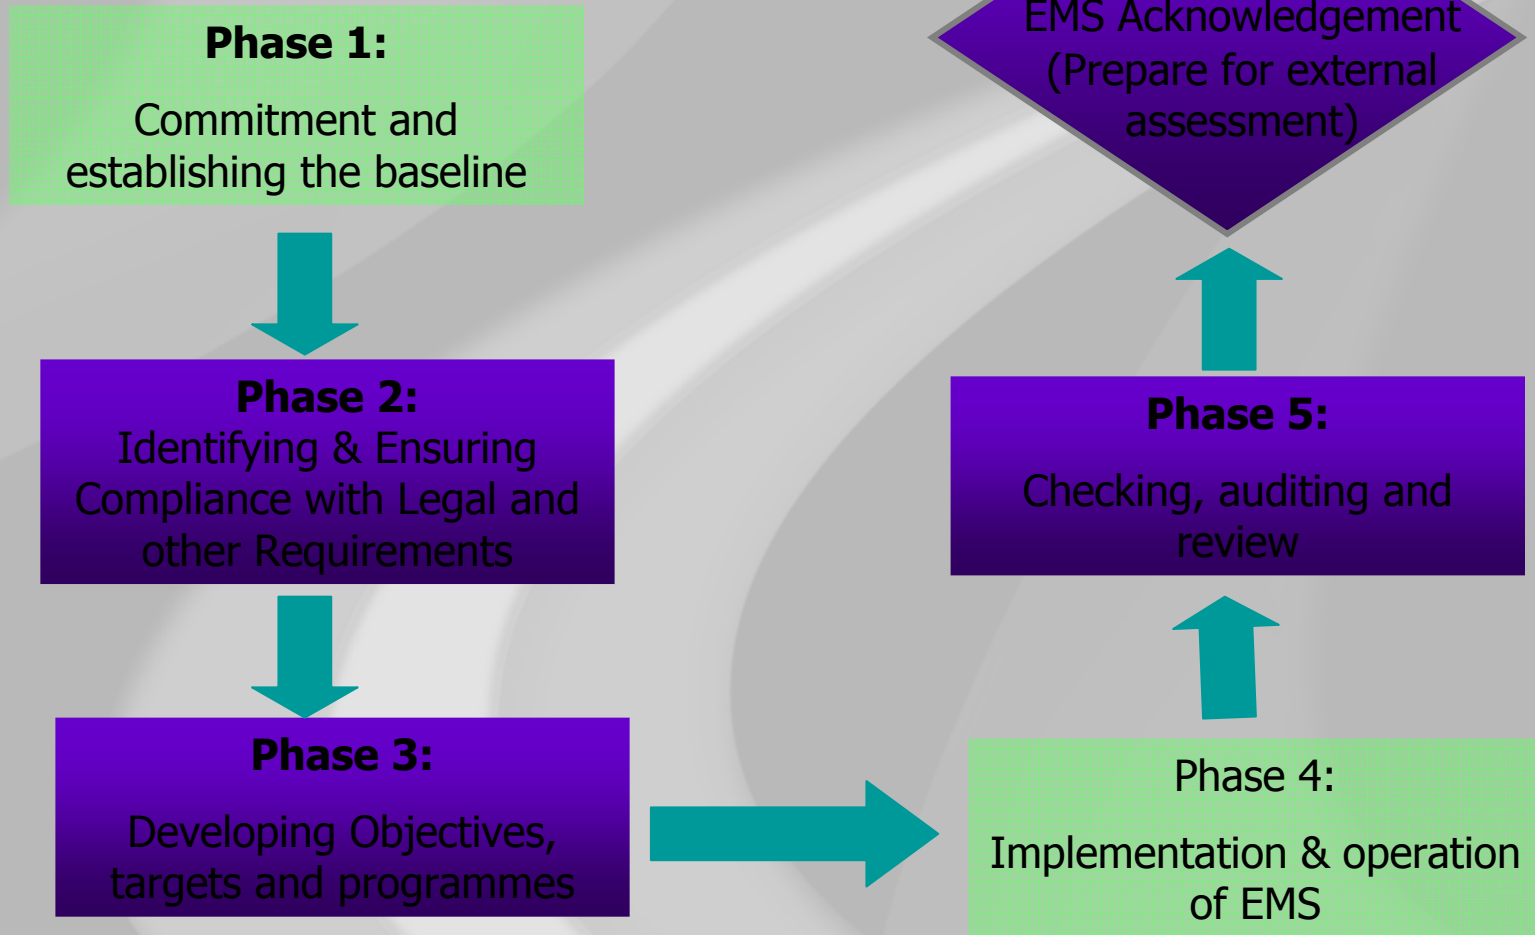 Phase 1:
Commitment and
establishing the baseline
Phase 2:
Identifying & Ensuring
Compliance with Legal and
other Requirements
Phase 3:
Developing Objectives,
targets and programmes
Phase 4:
Implementation & operation
of EMS
Phase 5:
Checking, auditing and
review
EMS Acknowledgement
(Prepare for external
assessment)